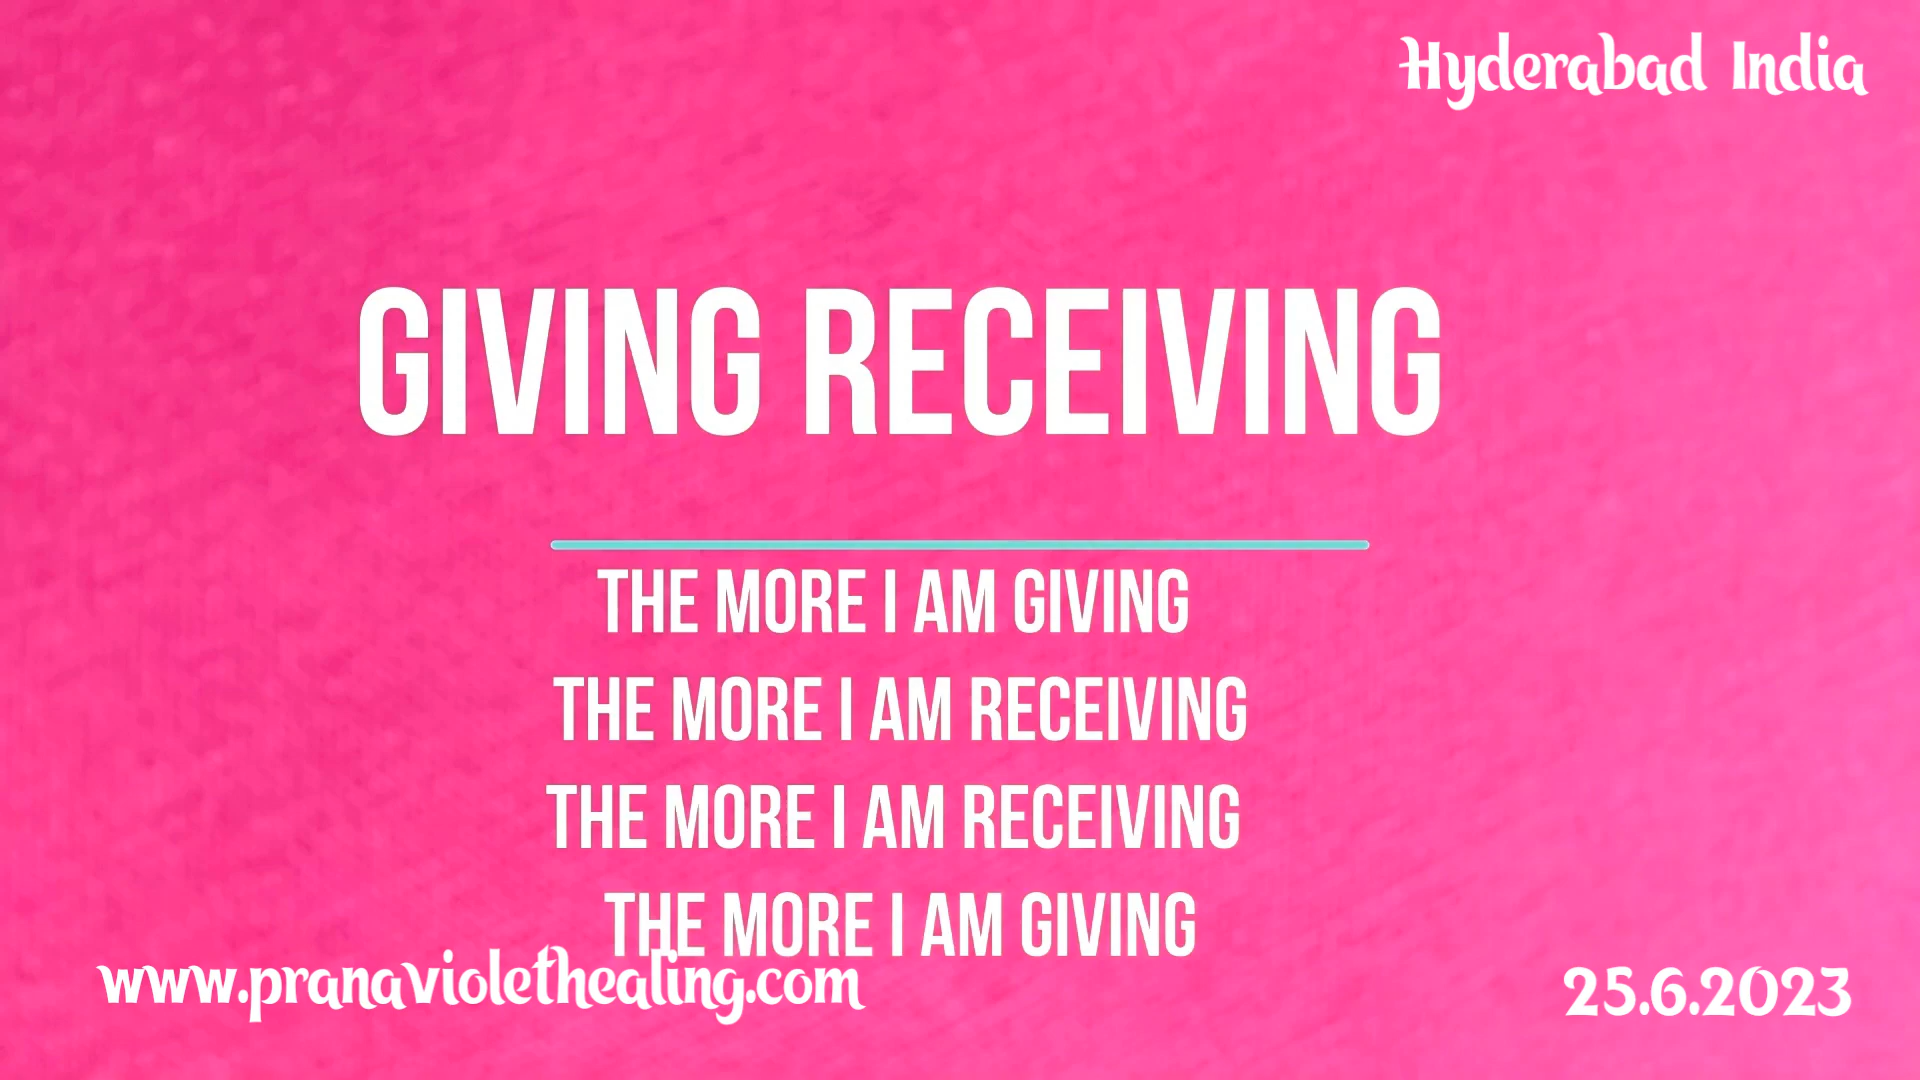 Hyderabad India
GIVING RECEIVING
THE MORE I AM GIVING
THE MORE I AM RECEIVING
THE MORE I AM RECEIVING
THE MORE I AM GIVING
www.pranaviolethealing.com
25.6.2023